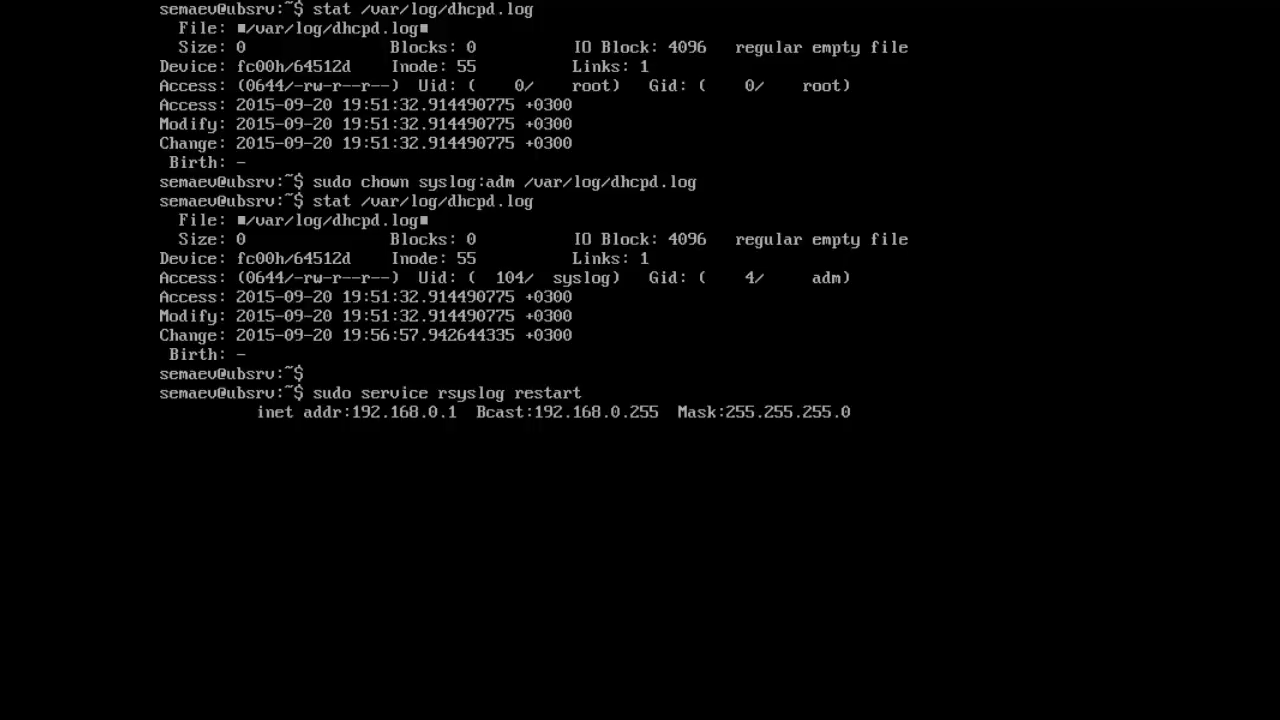 semaev@ubsrv:~$ stat /var/log/dhcpd.log
  File: ■/var/log/dhcpd.log■
  Size: 0               Blocks: 0          IO Block: 4096   regular empty file
Device: fc00h/64512d    Inode: 55          Links: 1
Access: (0644/-rw-r--r--)  Uid: (    0/    root)   Gid: (    0/    root)
Access: 2015-09-20 19:51:32.914490775 +0300
Modify: 2015-09-20 19:51:32.914490775 +0300
Change: 2015-09-20 19:51:32.914490775 +0300
 Birth: -
semaev@ubsrv:~$ sudo chown syslog:adm /var/log/dhcpd.log
semaev@ubsrv:~$ stat /var/log/dhcpd.log
  File: ■/var/log/dhcpd.log■
  Size: 0               Blocks: 0          IO Block: 4096   regular empty file
Device: fc00h/64512d    Inode: 55          Links: 1
Access: (0644/-rw-r--r--)  Uid: (  104/  syslog)   Gid: (    4/     adm)
Access: 2015-09-20 19:51:32.914490775 +0300
Modify: 2015-09-20 19:51:32.914490775 +0300
Change: 2015-09-20 19:56:57.942644335 +0300
 Birth: -
semaev@ubsrv:~$
semaev@ubsrv:~$ sudo service rsyslog restart
          inet addr:192.168.0.1  Bcast:192.168.0.255  Mask:255.255.255.0